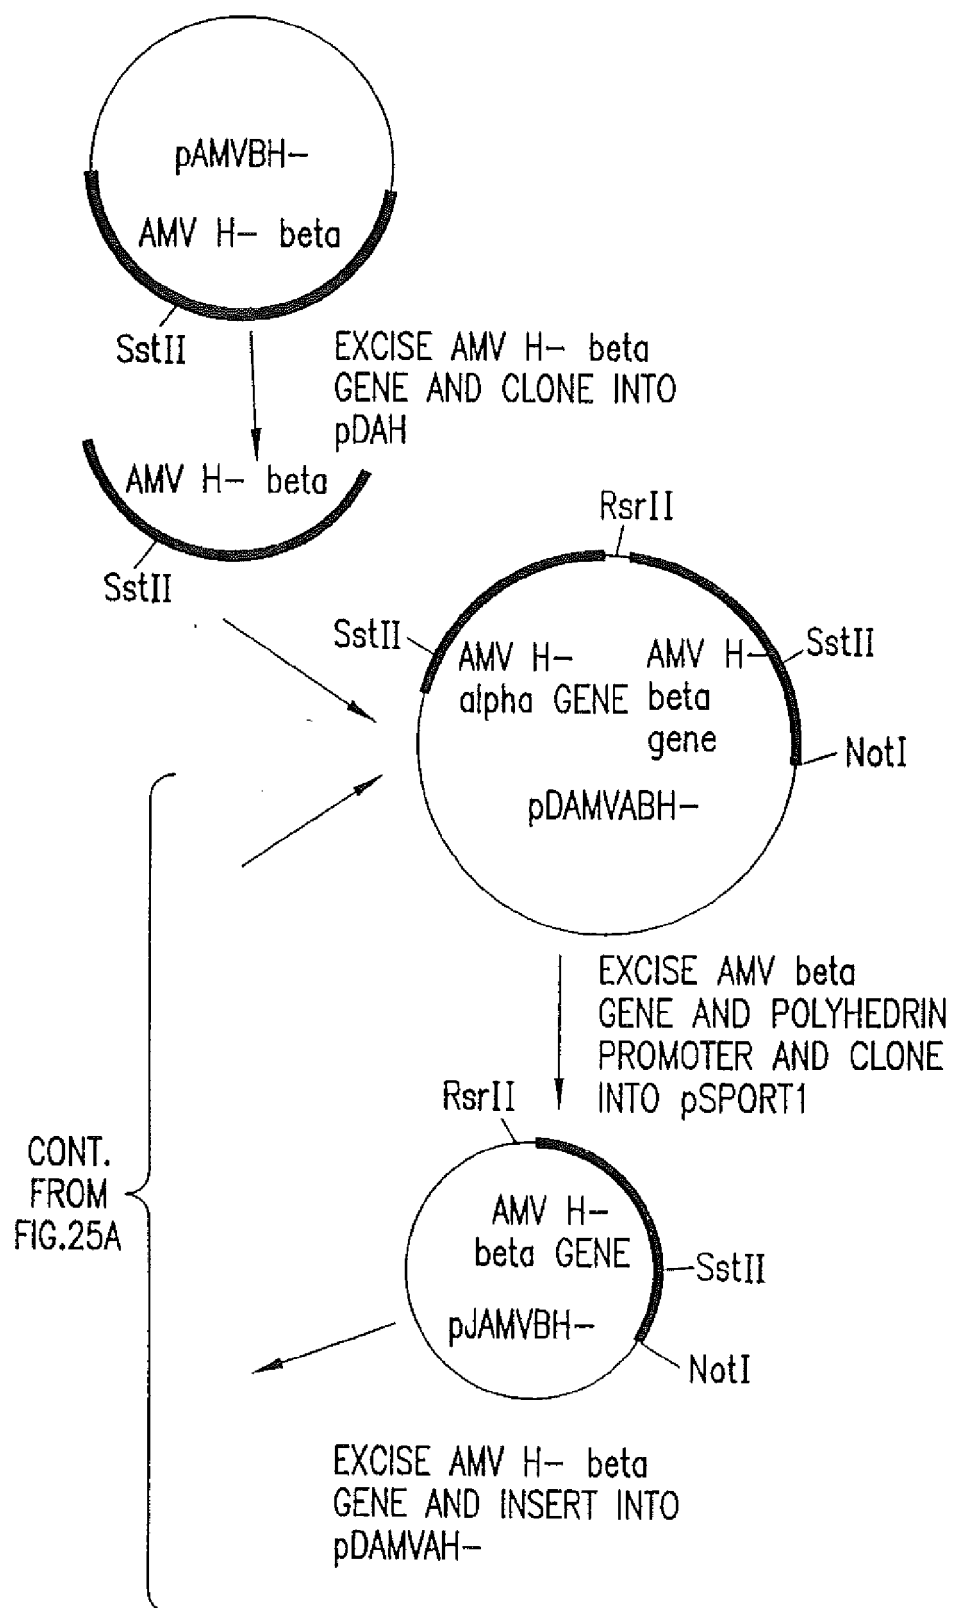 pAMVBH-
AMV H- beta
SstII
EXCISE AMV H- beta
GENE AND CLONE INTO
pDAH
AMV H- beta
SstII
RsrII
SstII
AMV H-
alpha GENE
AMV H-
beta
gene
SstII
NotI
pDAMVABH-
EXCISE AMV beta
GENE AND POLYHEDRIN
PROMOTER AND CLONE
INTO pSPORT1
RsrII
CONT.
FROM
FIG.25A
AMV H-
beta GENE
SstII
pJAMVBH-
NotI
EXCISE AMV H- beta
GENE AND INSERT INTO
pDAMVAH-